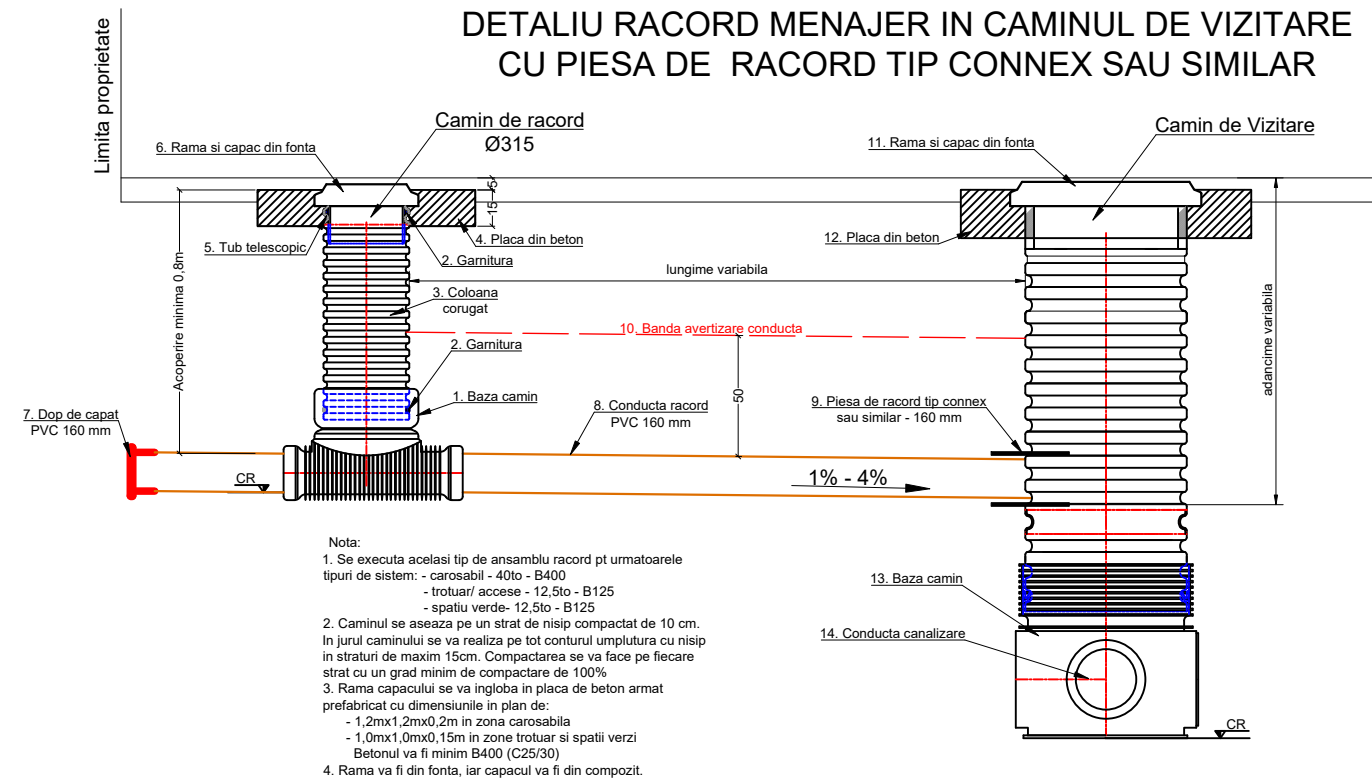 DETALIU RACORD MENAJER IN CAMINUL DE VIZITARE
CU PIESA DE RACORD TIP CONNEX SAU SIMILAR
Limita proprietate
Camin de racord
Ø315
Camin de Vizitare
6. Rama si capac din fonta
11. Rama si capac din fonta
5
15
5. Tub telescopic
4. Placa din beton
2. Garnitura
12. Placa din beton
lungime variabila
Acoperire minima 0,8m
3. Coloana
corugat
adancime variabila
10. Banda avertizare conducta
2. Garnitura
50
1. Baza camin
7. Dop de capat
PVC 160 mm
8. Conducta racord
PVC 160 mm
9. Piesa de racord tip connex
sau similar - 160 mm
CR
1% - 4%
Nota:
1. Se executa acelasi tip de ansamblu racord pt urmatoarele
tipuri de sistem: - carosabil - 40to - B400
- trotuar/ accese - 12,5to - B125
- spatiu verde- 12,5to - B125
2. Caminul se aseaza pe un strat de nisip compactat de 10 cm.
In jurul caminului se va realiza pe tot conturul umplutura cu nisip
in straturi de maxim 15cm. Compactarea se va face pe fiecare
strat cu un grad minim de compactare de 100%
3. Rama capacului se va ingloba in placa de beton armat
prefabricat cu dimensiunile in plan de:
- 1,2mx1,2mx0,2m in zona carosabila
- 1,0mx1,0mx0,15m in zone trotuar si spatii verzi
Betonul va fi minim B400 (C25/30)
4. Rama va fi din fonta, iar capacul va fi din compozit.
13. Baza camin
14. Conducta canalizare
CR